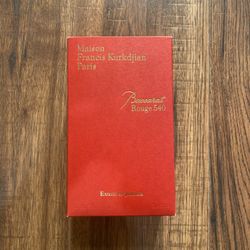 Maison
Francis Kurkdjian
Paris
Baccarat
Rouge 540
Extrait de parfum